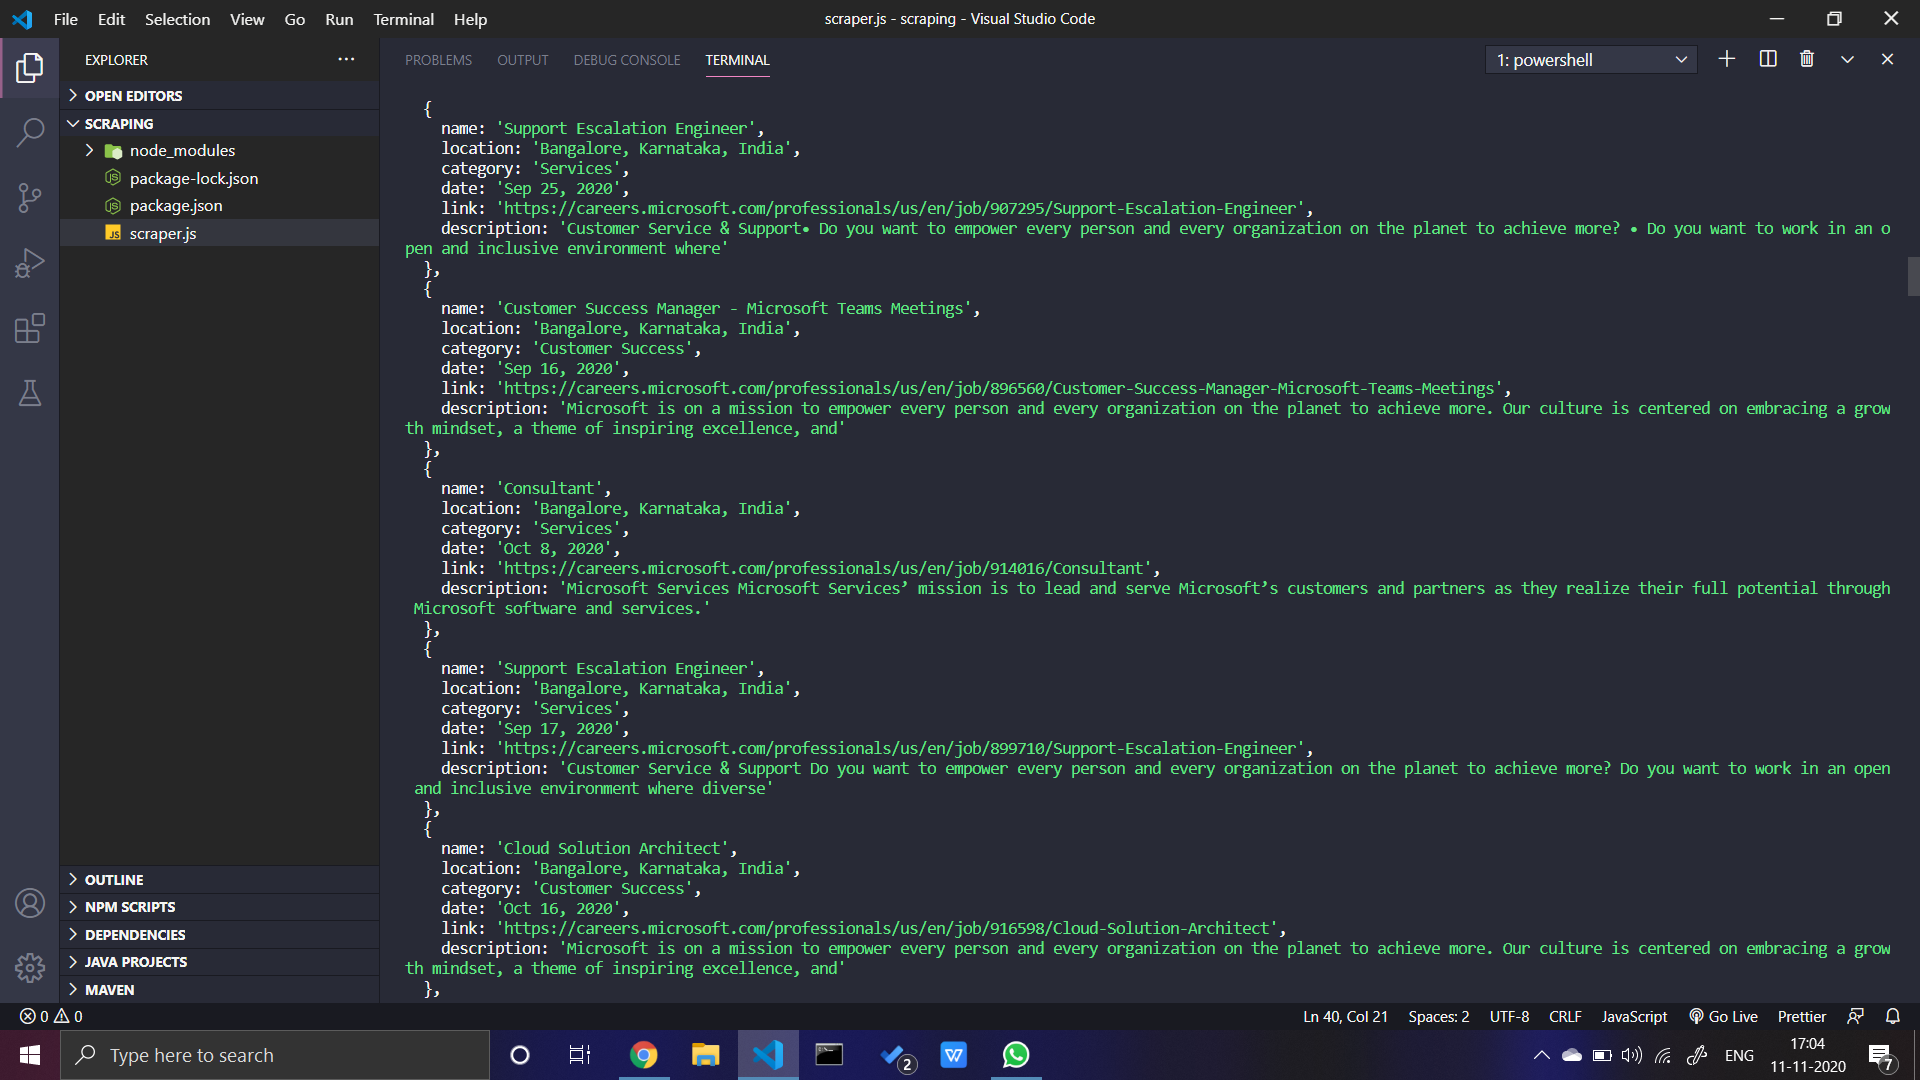 File Edit Selection View Go Run Terminal Help
scraper.js - scraping - Visual Studio Code
EXPLORER
OPEN EDITORS
SCRAPING
node_modules
package-lock.json
package.json
JS scraper.js
OUTLINE
NPM SCRIPTS
DEPENDENCIES
JAVA PROJECTS
MAVEN
PROBLEMS OUTPUT DEBUG CONSOLE TERMINAL
1: powershell
{
name: 'Support Escalation Engineer',
location: 'Bangalore, Karnataka, India',
category: 'Services',
date: 'Sep 25, 2020',
link: 'https://careers.microsoft.com/professionals/us/en/job/907295/Support-Escalation-Engineer',
description: 'Customer Service & Support• Do you want to empower every person and every organization on the planet to achieve more? • Do you want to work in an o
pen and inclusive environment where'
},
{
name: 'Customer Success Manager - Microsoft Teams Meetings',
location: 'Bangalore, Karnataka, India',
category: 'Customer Success',
date: 'Sep 16, 2020',
link: 'https://careers.microsoft.com/professionals/us/en/job/896560/Customer-Success-Manager-Microsoft-Teams-Meetings',
description: 'Microsoft is on a mission to empower every person and every organization on the planet to achieve more. Our culture is centered on embracing a grow
th mindset, a theme of inspiring excellence, and'
},
{
name: 'Consultant',
location: 'Bangalore, Karnataka, India',
category: 'Services',
date: 'Oct 8, 2020',
link: 'https://careers.microsoft.com/professionals/us/en/job/914016/Consultant',
description: 'Microsoft Services Microsoft Services’ mission is to lead and serve Microsoft’s customers and partners as they realize their full potential through
Microsoft software and services.'
},
{
name: 'Support Escalation Engineer',
location: 'Bangalore, Karnataka, India',
category: 'Services',
date: 'Sep 17, 2020',
link: 'https://careers.microsoft.com/professionals/us/en/job/899710/Support-Escalation-Engineer',
description: 'Customer Service & Support Do you want to empower every person and every organization on the planet to achieve more? Do you want to work in an open
and inclusive environment where diverse'
},
{
name: 'Cloud Solution Architect',
location: 'Bangalore, Karnataka, India',
category: 'Customer Success',
date: 'Oct 16, 2020',
link: 'https://careers.microsoft.com/professionals/us/en/job/916598/Cloud-Solution-Architect',
description: 'Microsoft is on a mission to empower every person and every organization on the planet to achieve more. Our culture is centered on embracing a grow
th mindset, a theme of inspiring excellence, and'
},
0 0
Ln 40, Col 21 Spaces: 2 UTF-8 CRLF JavaScript Go Live Prettier
Type here to search
2
W
ENG
17:04
11-11-2020
7